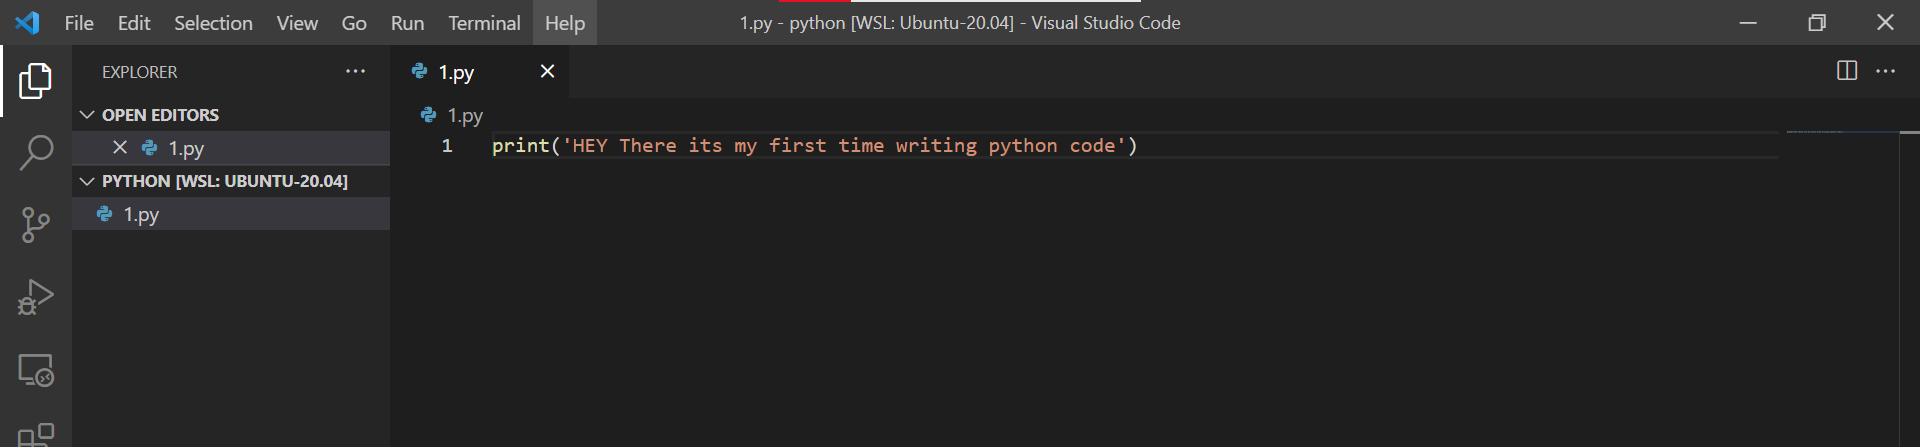 File Edit Selection View Go Run Terminal Help 1.py - python [WSL: Ubuntu-20.04] - Visual Studio Code
EXPLORER
1.py
OPEN EDITORS
1.py
1.py
1 print('HEY There its my first time writing python code')
PYTHON [WSL: UBUNTU-20.04]
1.py